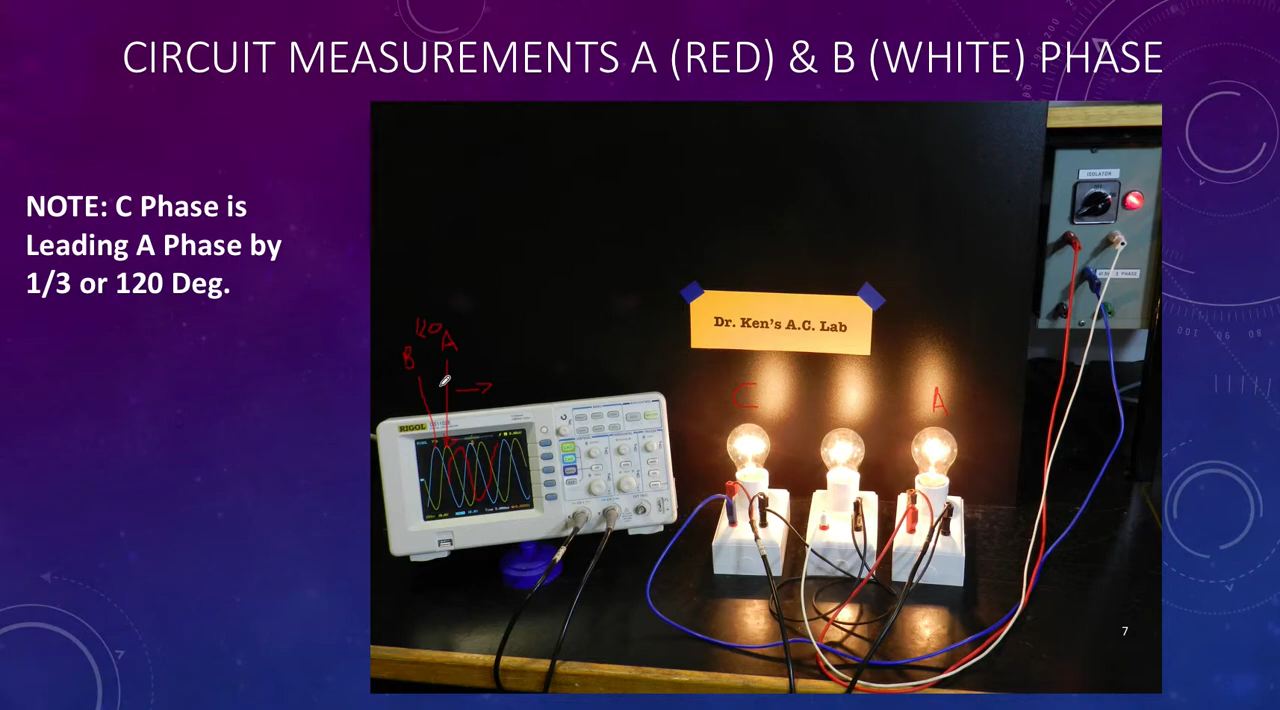 CIRCUIT MEASUREMENTS A (RED) & B (WHITE) PHASE
NOTE: C Phase is
Leading A Phase by
1/3 or 120 Deg.
ISOLATOR
Dr. Ken's A.C. Lab
120
A
B
C
A
RIGOL
7